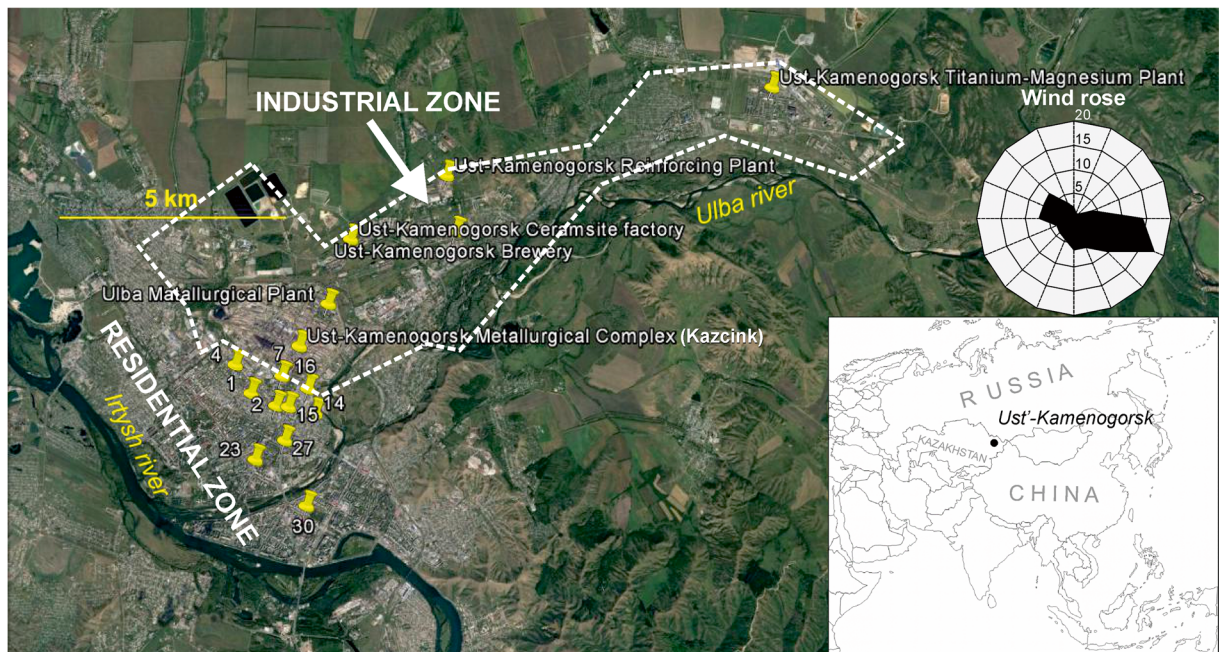 Ust-Kamenogorsk Titanium-Magnesium Plant
Wind rose
20
15
10
5
INDUSTRIAL ZONE
Ust-Kamenogorsk Reinforcing Plant
Ulba river
5 km
Ust-Kamenogorsk Ceramsite factory
Ust-Kamenogorsk Brewery
Ulba Matallurgical Plant
Ust-Kamenogorsk Metallurgical Complex (Kazcink)
4
7
16
1
2
14
15
23
27
30
RESIDENTIAL ZONE
Irtysh river
RUSSIA
Ust'-Kamenogorsk
KAZAKHSTAN
CHINA